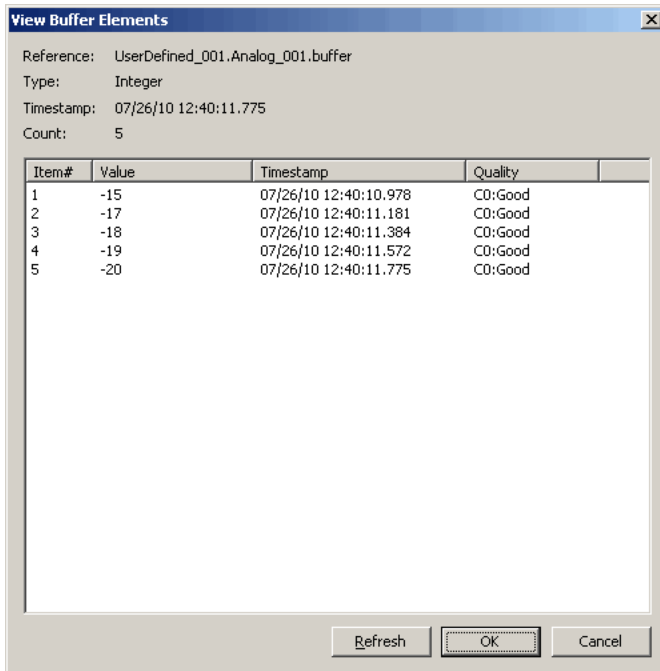 View Buffer Elements
Reference: UserDefined_001.Analog_001.buffer
Type: Integer
Timestamp: 07/26/10 12:40:11.775
Count: 5
Item# Value Timestamp Quality
1 -15 07/26/10 12:40:10.978 C0:Good
2 -17 07/26/10 12:40:11.181 C0:Good
3 -18 07/26/10 12:40:11.384 C0:Good
4 -19 07/26/10 12:40:11.572 C0:Good
5 -20 07/26/10 12:40:11.775 C0:Good
Refresh OK Cancel